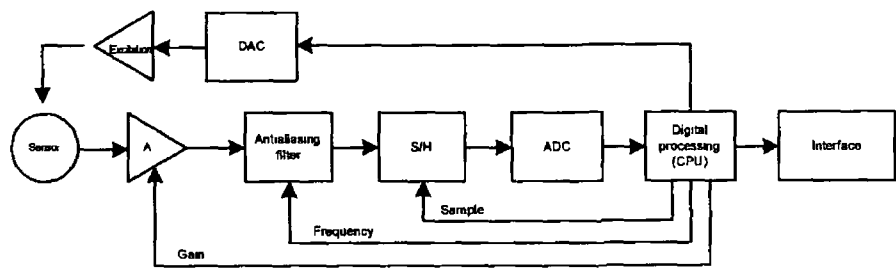 Excitation
DAC
Sensor
A
Antialiasing
filter
S/H
ADC
Digital
processing
(CPU)
Interface
Sample
Frequency
Gain